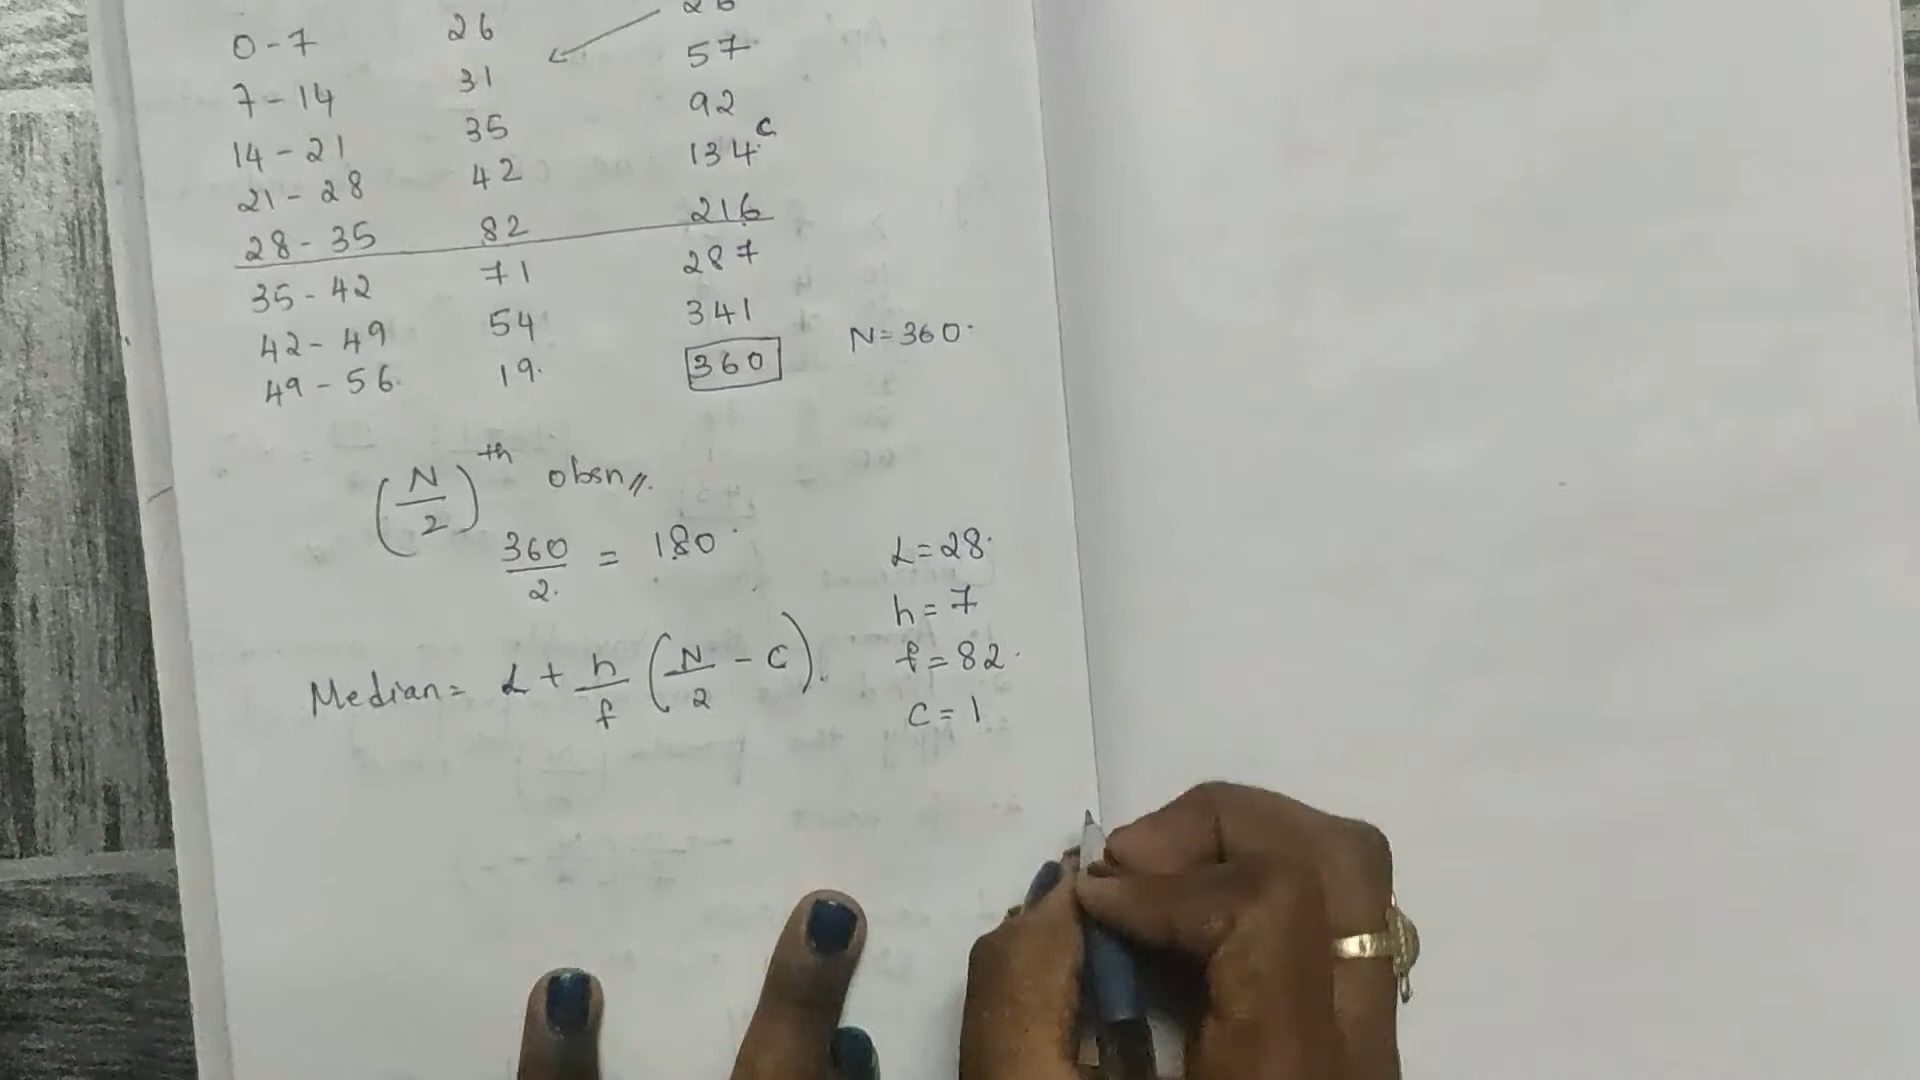 0-7 26 26
7-14 31 57
14-21 35 92
21-28 42 134 C
28-35 82 216
35-42 71 287
42-49 54 341 N=360
49-56 19 360
(N/2)th obsn
360/2 = 180
L=28
h=7
Median = L + h/f (N/2 - C)
f=82
C=1